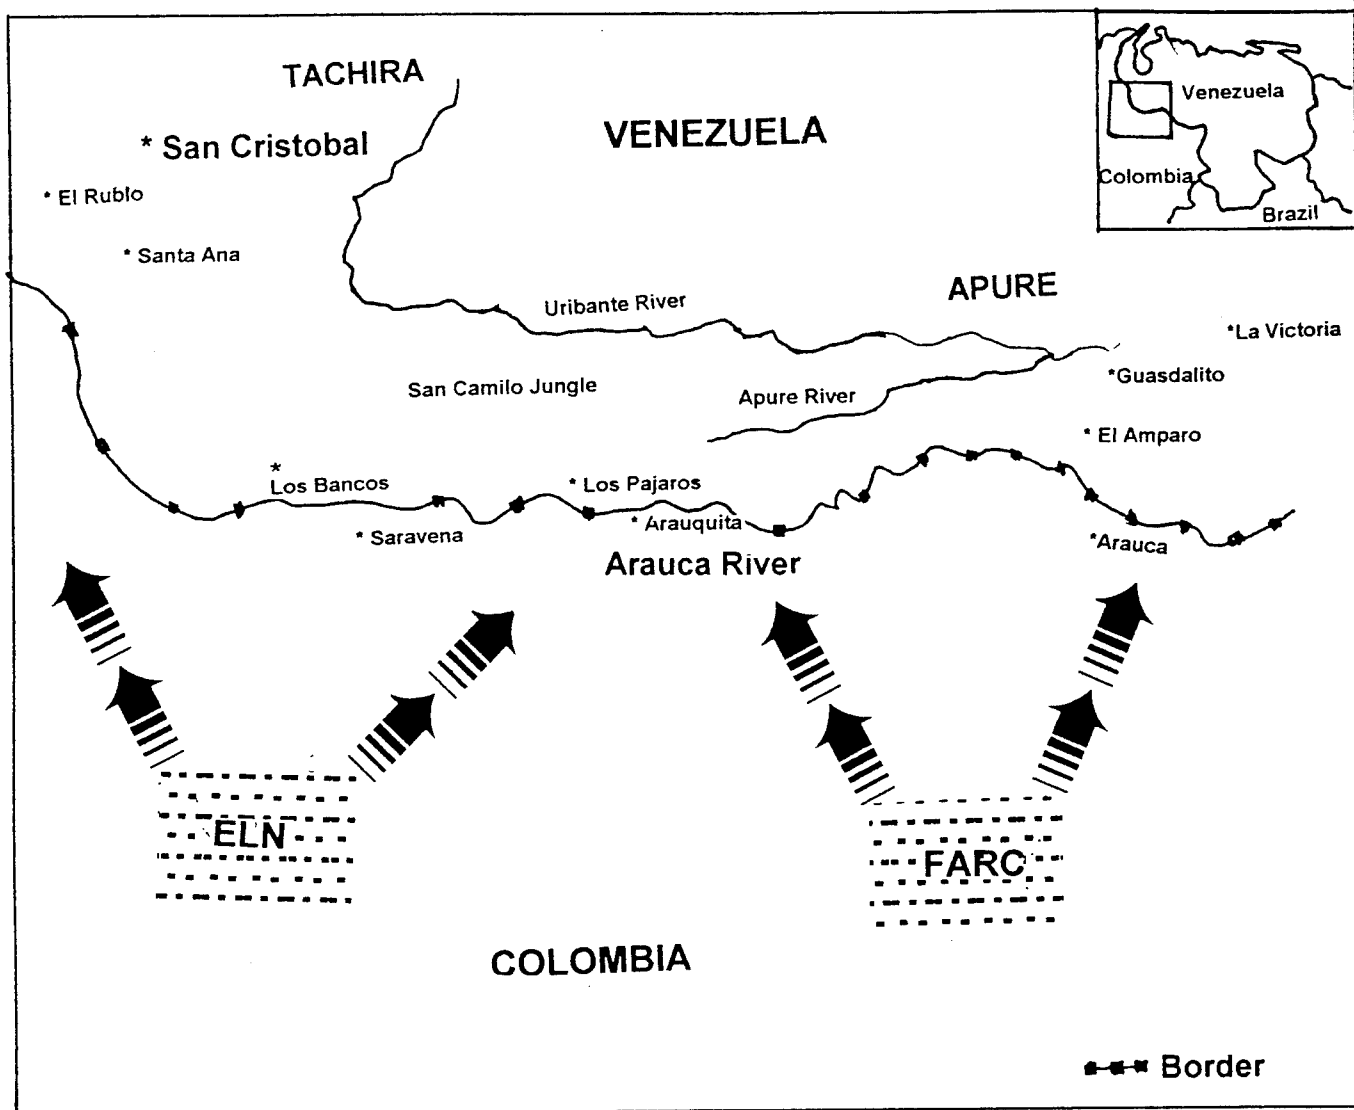 TACHIRA
* San Cristobal
VENEZUELA
Venezuela
Colombia
Brazil
* El Rublo
* Santa Ana
Uribante River
APURE
*La Victoria
San Camilo Jungle
Apure River
*Guasdalito
* El Amparo
*
Los Bancos
* Los Pajaros
* Saravena
* Arauquita
*Arauca
Arauca River
ELN
FARC
COLOMBIA
Border